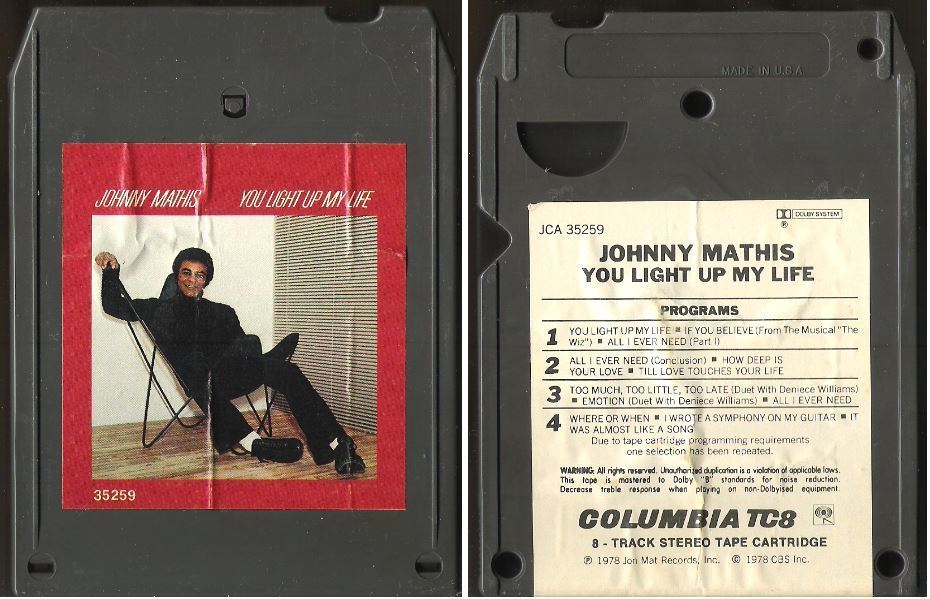 JOHNNY MATHIS YOU LIGHT UP MY LIFE
35259
MADE IN U.S.A
DOLBY SYSTEM
℗
JCA 35259
JOHNNY MATHIS
YOU LIGHT UP MY LIFE
PROGRAMS
1 YOU LIGHT UP MY LIFE ■ IF YOU BELIEVE (From The Musical "The
Wiz") ■ ALL I EVER NEED (Part I)
2 ALL I EVER NEED (Conclusion) ■ HOW DEEP IS
YOUR LOVE ■ TILL LOVE TOUCHES YOUR LIFE
3 TOO MUCH, TOO LITTLE, TOO LATE (Duet With Deniece Williams)
■ EMOTION (Duet With Deniece Williams) ■ ALL I EVER NEED
4 WHERE OR WHEN ■ I WROTE A SYMPHONY ON MY GUITAR ■ IT
WAS ALMOST LIKE A SONG
Due to tape cartridge programming requirements
one selection has been repeated.
WARNING: All rights reserved. Unauthorized duplication is a violation of applicable laws.
This tape is mastered to Dolby "B" standards for noise reduction.
Decrease treble response when playing on non-Dolbyised equipment.
COLUMBIA TC8
8 - TRACK STEREO TAPE CARTRIDGE
℗ 1978 Jon Mat Records, Inc. © 1978 CBS Inc.